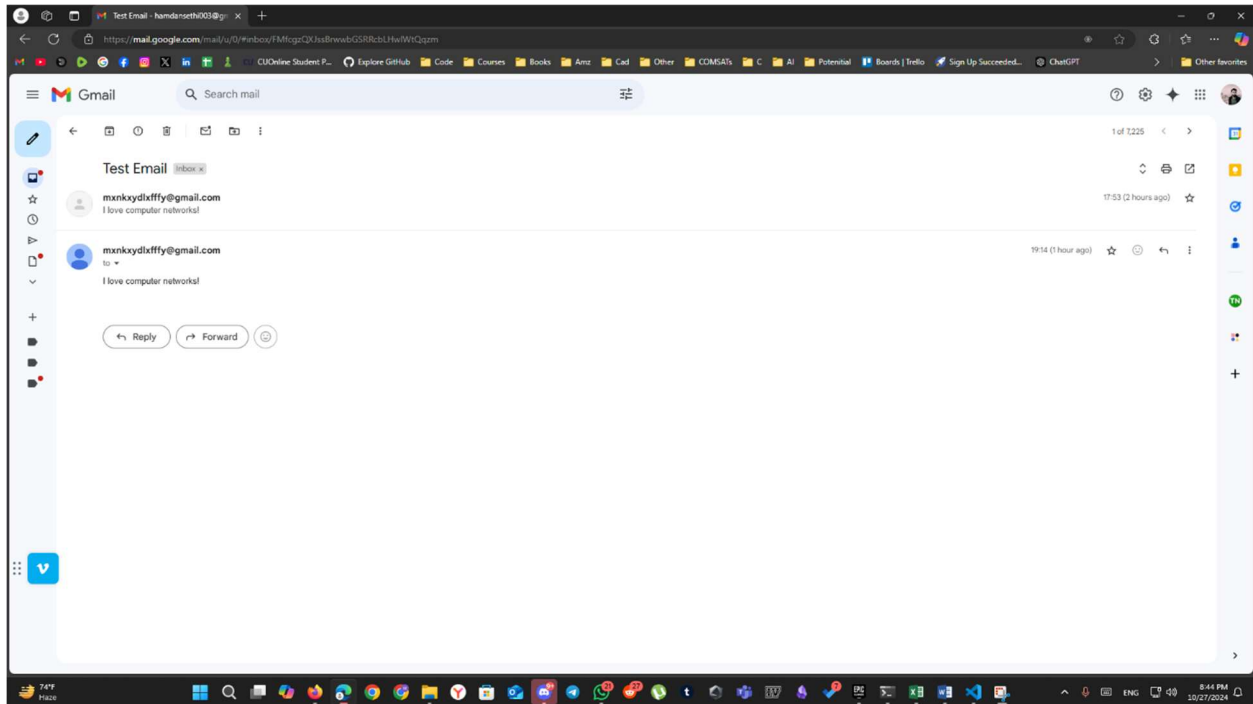 Test Email - hamdansethi003@gm
https://mail.google.com/mail/u/0/#inbox/FMfcgzQXJssBrwwbGSRRcbLHwlWtQqzm
CUOnline Student P... Explore GitHub Code Courses Books Amz Cad Other COMSATs C AI Potenitial Boards | Trello Sign Up Succeeded... ChatGPT Other favorites
Gmail Search mail
1 of 7,225
Test Email Inbox x
mxnkxydlxfffy@gmail.com 17:53 (2 hours ago)
I love computer networks!
mxnkxydlxfffy@gmail.com 19:14 (1 hour ago)
to
I love computer networks!
Reply Forward
TN
74°F
Haze
ENG
8:44 PM
10/27/2024